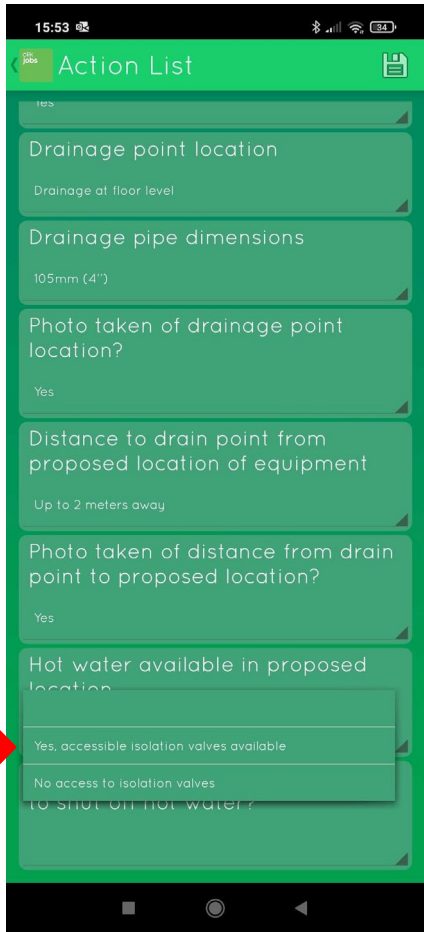 15:53
34
clik
jobs
Action List
Yes
Drainage point location
Drainage at floor level
Drainage pipe dimensions
105mm (4'')
Photo taken of drainage point
location?
Yes
Distance to drain point from
proposed location of equipment
Up to 2 meters away
Photo taken of distance from drain
point to proposed location?
Yes
Hot water available in proposed
location
Yes, accessible isolation valves available
No access to isolation valves
to shut off hot water?